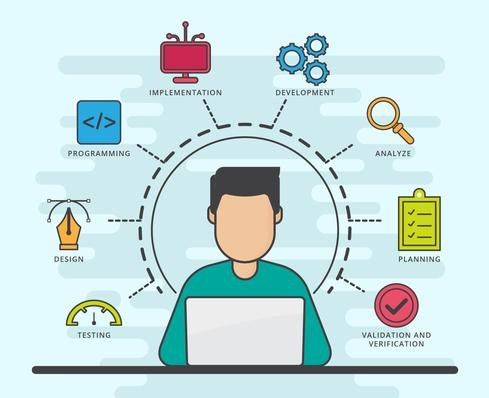 IMPLEMENTATION
DEVELOPMENT
</>
PROGRAMMING
ANALYZE
DESIGN
PLANNING
TESTING
VALIDATION AND
VERIFICATION